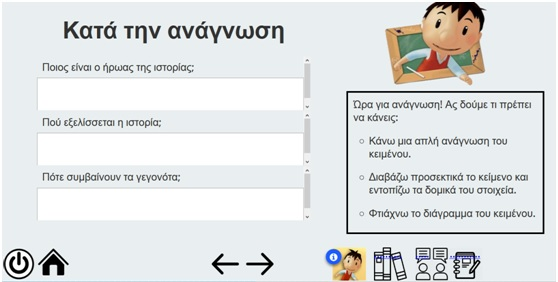 Κατά την ανάγνωση
Ποιος είναι ο ήρωας της ιστορίας;
Πού εξελίσσεται η ιστορία;
Πότε συμβαίνουν τα γεγονότα;
Ώρα για ανάγνωση! Ας δούμε τι πρέπει
να κάνεις:
Κάνω μια απλή ανάγνωση του
κειμένου.
Διαβάζω προσεκτικά το κείμενο και
εντοπίζω τα δομικά του στοιχεία.
Φτιάχνω το διάγραμμα του κειμένου.